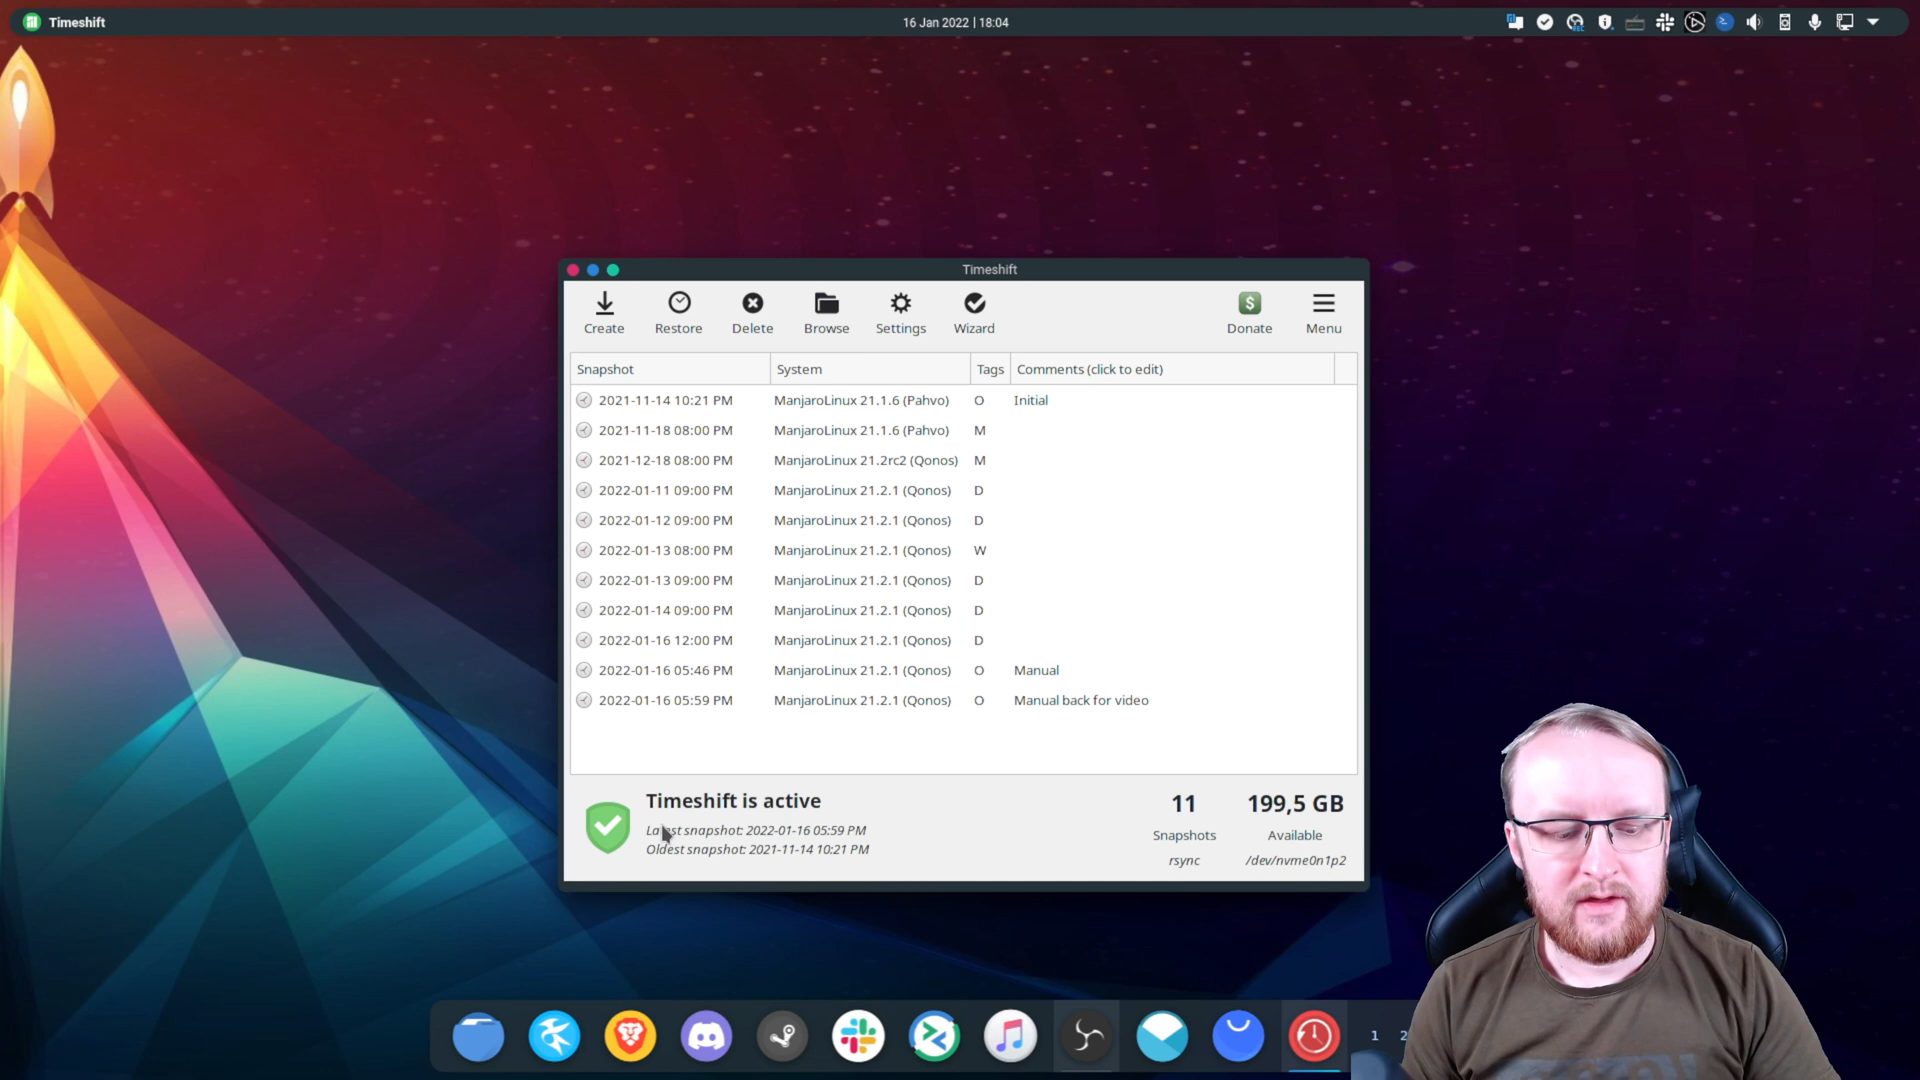 Timeshift
16 Jan 2022 | 18:04
Timeshift
Create Restore Delete Browse Settings Wizard Donate Menu
Snapshot System Tags Comments (click to edit)
2021-11-14 10:21 PM ManjaroLinux 21.1.6 (Pahvo) O Initial
2021-11-18 08:00 PM ManjaroLinux 21.1.6 (Pahvo) M
2021-12-18 08:00 PM ManjaroLinux 21.2rc2 (Qonos) M
2022-01-11 09:00 PM ManjaroLinux 21.2.1 (Qonos) D
2022-01-12 09:00 PM ManjaroLinux 21.2.1 (Qonos) D
2022-01-13 08:00 PM ManjaroLinux 21.2.1 (Qonos) W
2022-01-13 09:00 PM ManjaroLinux 21.2.1 (Qonos) D
2022-01-14 09:00 PM ManjaroLinux 21.2.1 (Qonos) D
2022-01-16 12:00 PM ManjaroLinux 21.2.1 (Qonos) D
2022-01-16 05:46 PM ManjaroLinux 21.2.1 (Qonos) O Manual
2022-01-16 05:59 PM ManjaroLinux 21.2.1 (Qonos) O Manual back for video
Timeshift is active
Latest snapshot: 2022-01-16 05:59 PM
Oldest snapshot: 2021-11-14 10:21 PM
11
Snapshots
rsync
199,5 GB
Available
/dev/nvme0n1p2
1 2